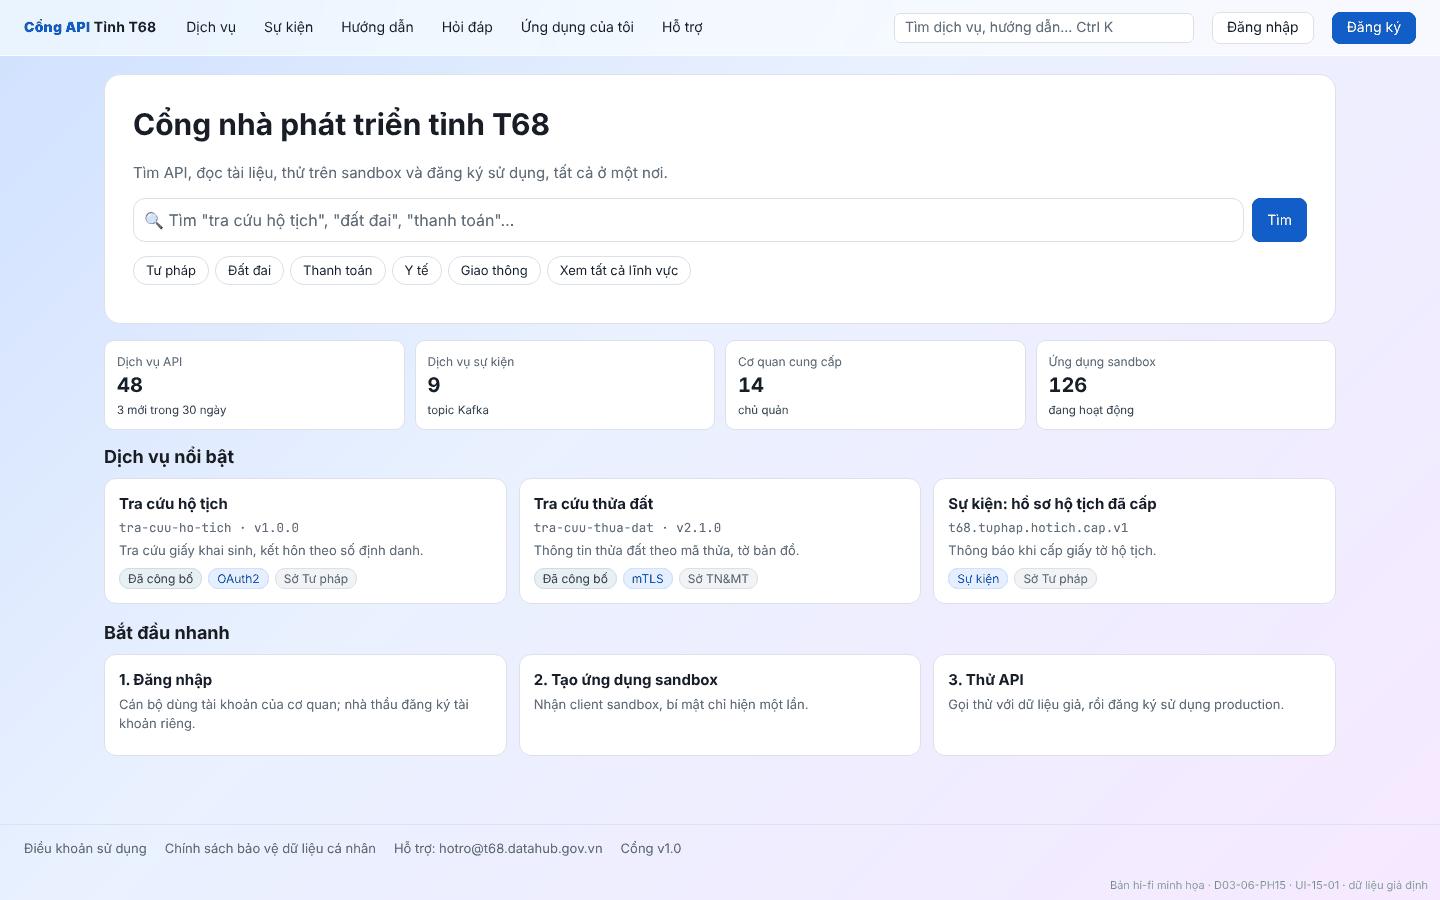 Cổng API Tỉnh T68 Dịch vụ Sự kiện Hướng dẫn Hỏi đáp Ứng dụng của tôi Hỗ trợ Tìm dịch vụ, hướng dẫn... Ctrl K Đăng nhập Đăng ký
Cổng nhà phát triển tỉnh T68
Tìm API, đọc tài liệu, thử trên sandbox và đăng ký sử dụng, tất cả ở một nơi.
Tìm "tra cứu hộ tịch", "đất đai", "thanh toán"... Tìm
Tư pháp Đất đai Thanh toán Y tế Giao thông Xem tất cả lĩnh vực
Dịch vụ API
48
3 mới trong 30 ngày
Dịch vụ sự kiện
9
topic Kafka
Cơ quan cung cấp
14
chủ quản
Ứng dụng sandbox
126
đang hoạt động
Dịch vụ nổi bật
Tra cứu hộ tịch
tra-cuu-ho-tich · v1.0.0
Tra cứu giấy khai sinh, kết hôn theo số định danh.
Đã công bố OAuth2 Sở Tư pháp
Tra cứu thửa đất
tra-cuu-thua-dat · v2.1.0
Thông tin thửa đất theo mã thửa, tờ bản đồ.
Đã công bố mTLS Sở TN&MT
Sự kiện: hồ sơ hộ tịch đã cấp
t68.tuphap.hotich.cap.v1
Thông báo khi cấp giấy tờ hộ tịch.
Sự kiện Sở Tư pháp
Bắt đầu nhanh
1. Đăng nhập
Cán bộ dùng tài khoản của cơ quan; nhà thầu đăng ký tài
khoản riêng.
2. Tạo ứng dụng sandbox
Nhận client sandbox, bí mật chỉ hiện một lần.
3. Thử API
Gọi thử với dữ liệu giả, rồi đăng ký sử dụng production.
Điều khoản sử dụng Chính sách bảo vệ dữ liệu cá nhân Hỗ trợ: hotro@t68.datahub.gov.vn Cổng v1.0
Bản hi-fi minh họa · D03-06-PH15 · UI-15-01 · dữ liệu giả định